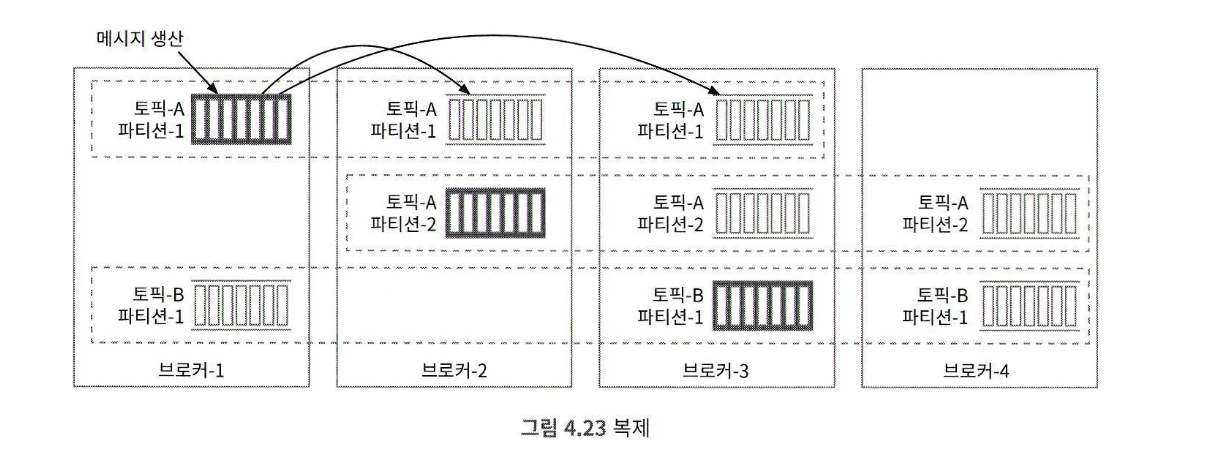 메시지 생산
토픽-A
파티션-1
토픽-A
파티션-1
토픽-A
파티션-1
토픽-A
파티션-2
토픽-A
파티션-2
토픽-A
파티션-2
토픽-B
파티션-1
토픽-B
파티션-1
토픽-B
파티션-1
브로커-1
브로커-2
브로커-3
브로커-4
그림 4.23 복제